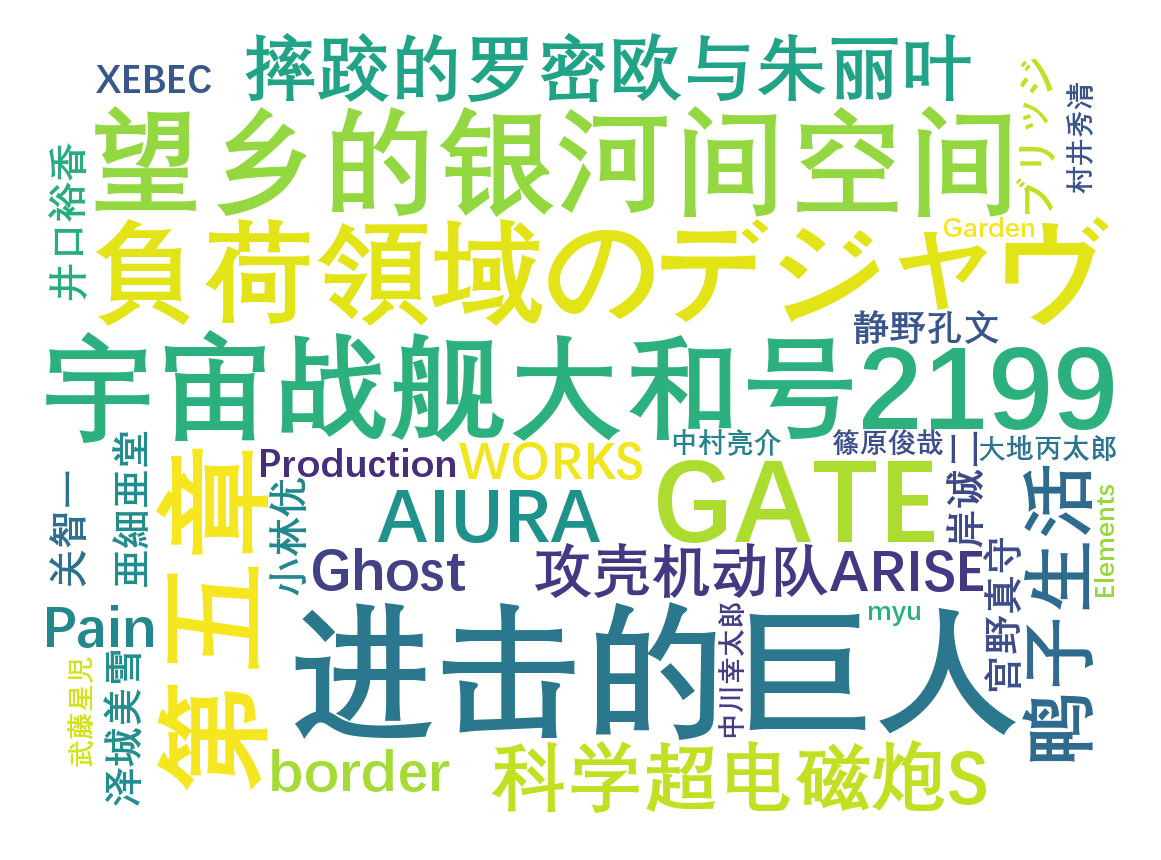 摔跤的罗密欧与朱丽叶
XEBEC
ブリッジ
村井秀清
望乡的银河间空间
井口裕香
Garden
負荷領域のデジャヴ
静野孔文
宇宙战舰大和号2199
中村亮介
篠原俊哉
大地丙太郎
Production
WORKS
GATE
AIURA
关智一
亜細亜堂
第五章
小林优
岸诚一
鸭子生活
Elements
Ghost
攻壳机动队ARISE
宫野真守
Pain
进击的巨人
中川幸太郎
myu
武藤星児
泽城美雪
border
科学超电磁炮S